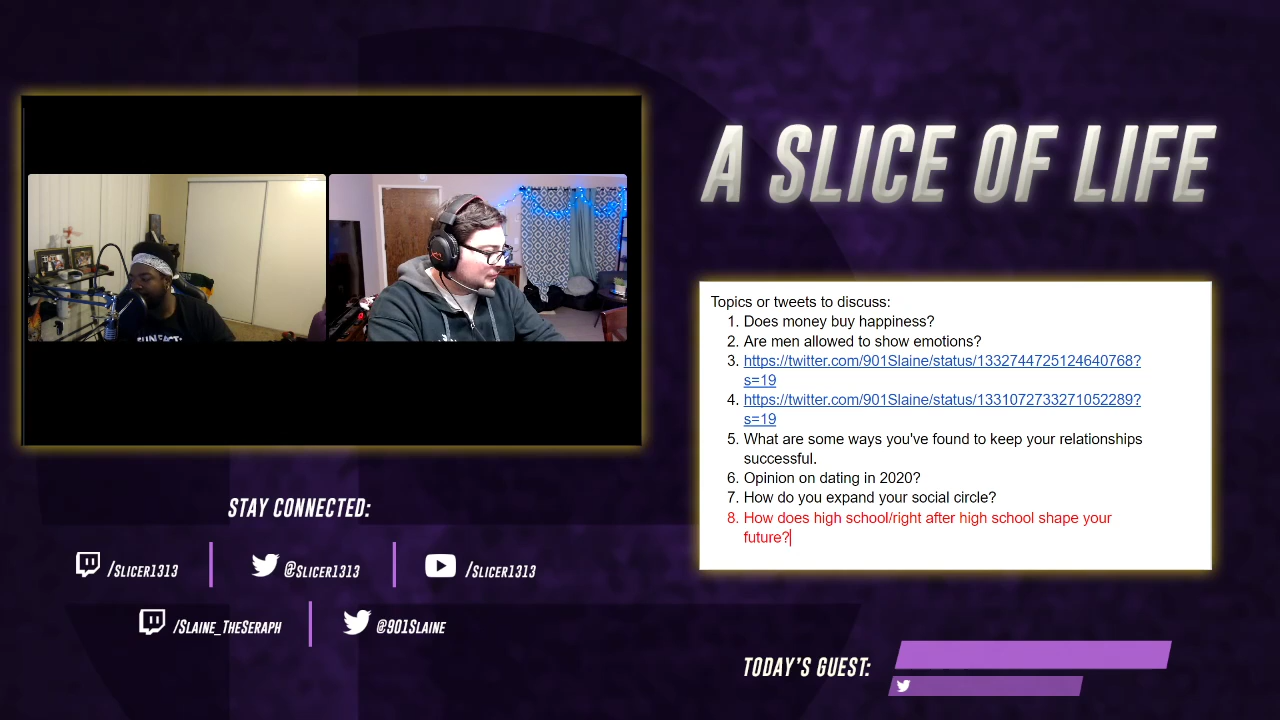 A SLICE OF LIFE
Topics or tweets to discuss:
1. Does money buy happiness?
2. Are men allowed to show emotions?
3. https://twitter.com/901Slaine/status/1332744725124640768?
s=19
4. https://twitter.com/901Slaine/status/1331072733271052289?
s=19
5. What are some ways you've found to keep your relationships
successful.
6. Opinion on dating in 2020?
7. How do you expand your social circle?
8. How does high school/right after high school shape your
future?
STAY CONNECTED:
/SLICER1313
@SLICER1313
/SLICER1313
/SLAINE_THESERAPH
@901SLAINE
TODAY'S GUEST: